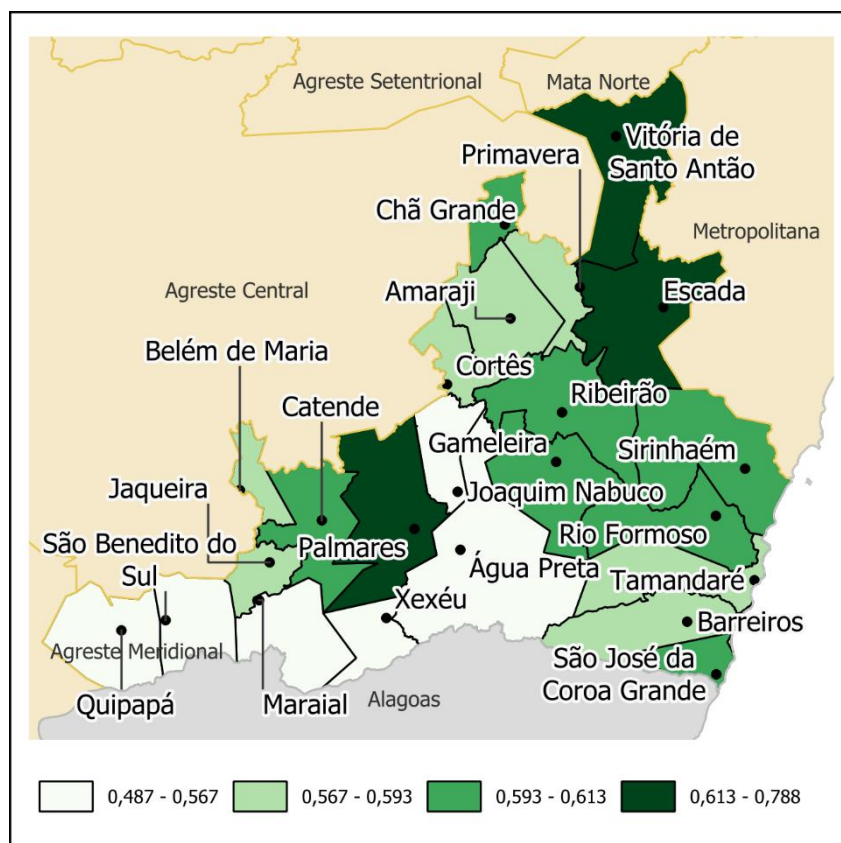 Agreste Setentrional
Mata Norte
Vitória de
Santo Antão
Primavera
Chã Grande
Metropolitana
Agreste Central
Amaraji
Escada
Belém de Maria
Cortês
Catende
Ribeirão
Gameleira
Sirinhaém
Jaqueira
Joaquim Nabuco
São Benedito do
Sul
Palmares
Rio Formoso
Água Preta
Tamandaré
Xexéu
Barreiros
Agreste Meridional
São José da
Coroa Grande
Quipapá
Maraial
Alagoas
0,487 - 0,567
0,567 - 0,593
0,593 - 0,613
0,613 - 0,788